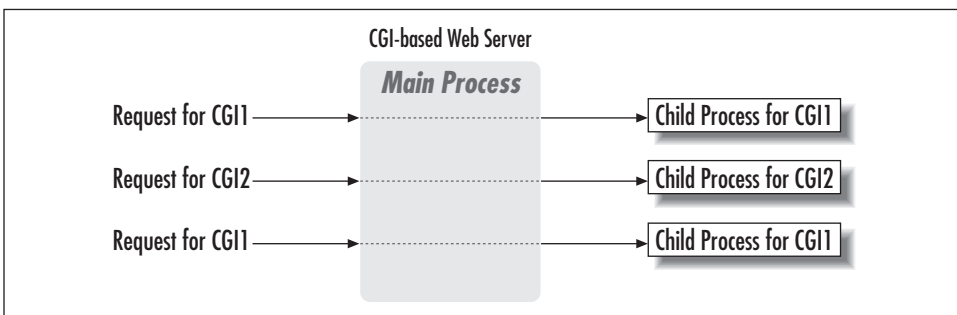 CGI-based Web Server
Main Process
Request for CGI1
Child Process for CGI1
Request for CGI2
Child Process for CGI2
Request for CGI1
Child Process for CGI1